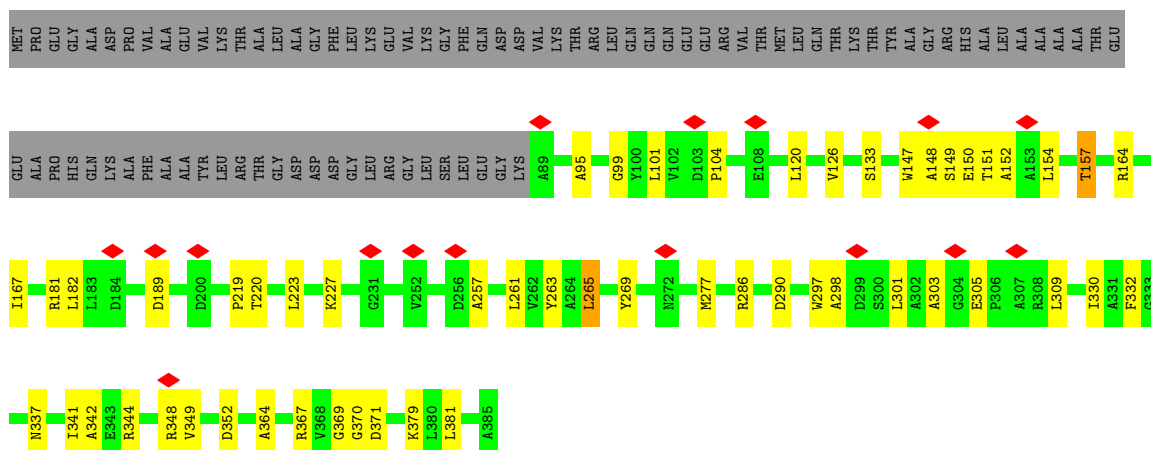 MET PRO GLU GLY ALA ASP PRO VAL ALA GLU VAL LYS THR ALA LEU ALA GLY PHE LEU LYS GLU VAL LYS GLY PHE GLN ASP ASP VAL LYS THR ARG LEU GLN GLN GLN GLU GLU ARG VAL THR MET LEU GLN THR LYS THR TYR ALA GLY ARG HIS ALA LEU ALA ALA ALA ALA THR GLU
GLU ALA PRO HIS GLN LYS ALA PHE ALA ALA TYR LEU ARG THR GLY ASP ASP ASP GLY LEU ARG GLY LEU SER LEU GLU GLY LYS A89 A95 G99 Y100 L101 V102 D103 P104 E108 L120 V126 S133 W147 A148 S149 E150 T151 A152 A153 L154 T157 R164
I167 R181 L182 L183 D184 D189 D200 P219 T220 L223 K227 G231 V252 D256 A257 L261 V262 Y263 A264 L265 Y269 N272 M277 R286 D290 W297 A298 D299 S300 L301 A302 A303 G304 E305 P306 A307 R308 L309 I330 A331 F332 G333
N337 I341 A342 E343 R344 R348 V349 D352 A364 R367 V368 G369 G370 D371 K379 L380 L381 A385